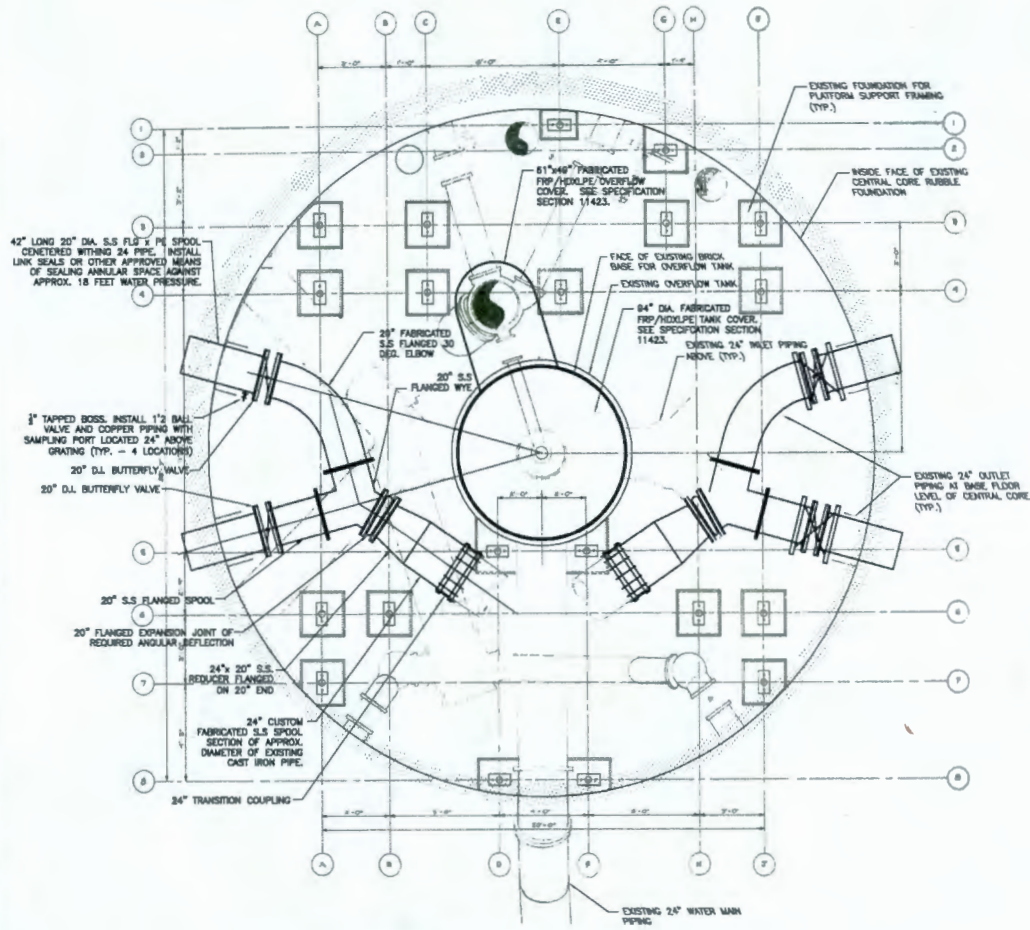 A B C E G H
1
2
3
4
5
6
7
8
EXISTING FOUNDATION FOR
PLATFORM SUPPORT FRAMING
(TYP.)
INSIDE FACE OF EXISTING
CENTRAL CORE RUBBLE
FOUNDATION
61"x49" FABRICATED
FRP/HDXLPE/OVERFLOW
COVER. SEE SPECIFICATION
SECTION 11423.
42" LONG 20" DIA. S.S FLG x PE SPOOL
CENETERED WITHING 24 PIPE. INSTALL
LINK SEALS OR OTHER APPROVED MEANS
OF SEALING ANNULAR SPACE AGAINST
APPROX. 18 FEET WATER PRESSURE.
FACE OF EXISTING BRICK
BASE FOR OVERFLOW TANK
EXISTING OVERFLOW TANK
94" DIA. FABRICATED
FRP/HDXLPE TANK COVER.
SEE SPECIFCATION SECTION
11423.
EXISTING 24" INLET PIPING
ABOVE (TYP.)
20" FABRICATED
S.S FLANGED 30
DEG. ELBOW
20" S.S
FLANGED WYE
TAPPED BOSS. INSTALL 1"2 BALL
VALVE AND COPPER PIPING WITH
SAMPLING PORT LOCATED 24" ABOVE
GRATING (TYP. - 4 LOCATIONS)
20" D.I. BUTTERFLY VALVE
20" D.I. BUTTERFLY VALVE
EXISTING 24" OUTLET
PIPING AT BASE FLOOR
LEVEL OF CENTRAL CORE
(TYP.)
20" S.S FLANGED SPOOL
20" FLANGED EXPANSION JOINT OF
REQUIRED ANGULAR DEFLECTION
24"x 20" S.S.
REDUCER FLANGED
ON 20" END
24" CUSTOM
FABRICATED S.S SPOOL
SECTION OF APPROX.
DIAMETER OF EXISTING
CAST IRON PIPE.
24" TRANSITION COUPLING
A D
EXISTING 24" WATER MAIN
PIPING